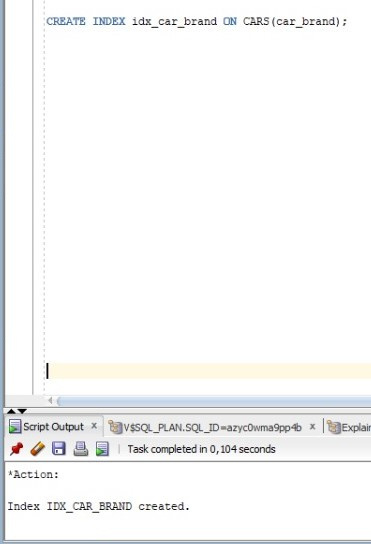 CREATE INDEX idx_car_brand ON CARS(car_brand);
Script Output x V$SQL_PLAN.SQL_ID=azyc0wma9pp4b x Explain
Task completed in 0,104 seconds
*Action:
Index IDX_CAR_BRAND created.